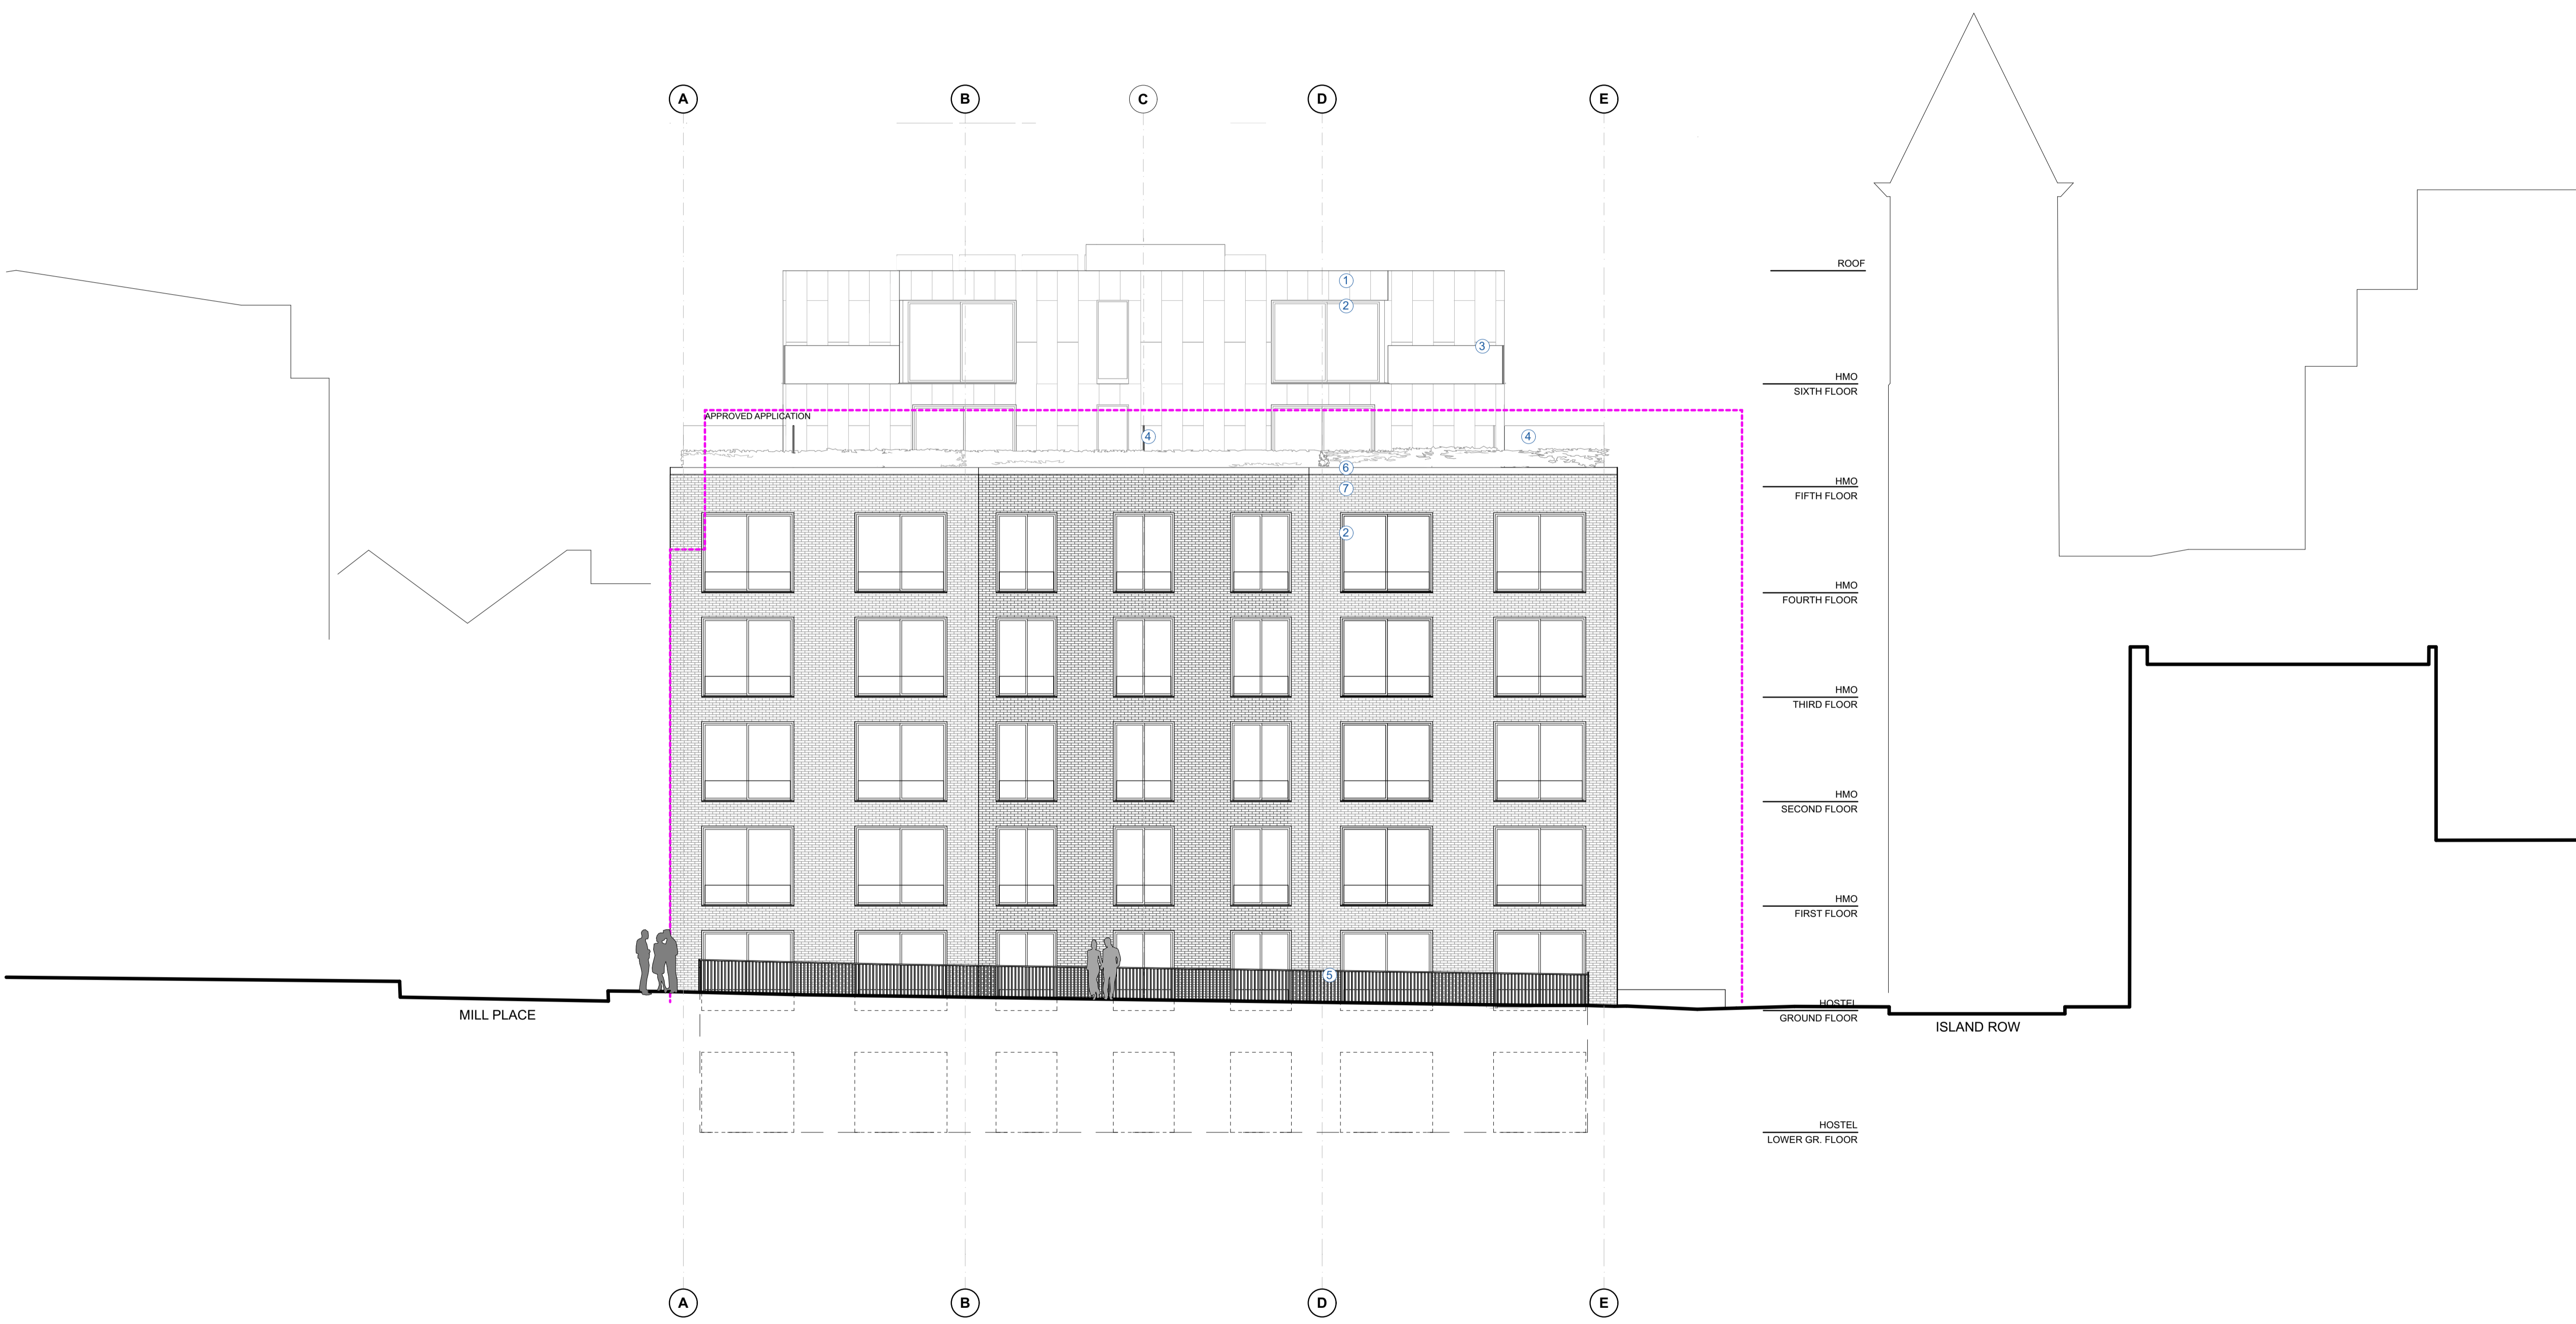 A B C D E
ROOF
1
2
3
HMO
SIXTH FLOOR
APPROVED APPLICATION
4 4
6
HMO
FIFTH FLOOR
7
2
HMO
FOURTH FLOOR
HMO
THIRD FLOOR
HMO
SECOND FLOOR
HMO
FIRST FLOOR
5
HOSTEL
GROUND FLOOR
MILL PLACE
ISLAND ROW
HOSTEL
LOWER GR. FLOOR
A B D E